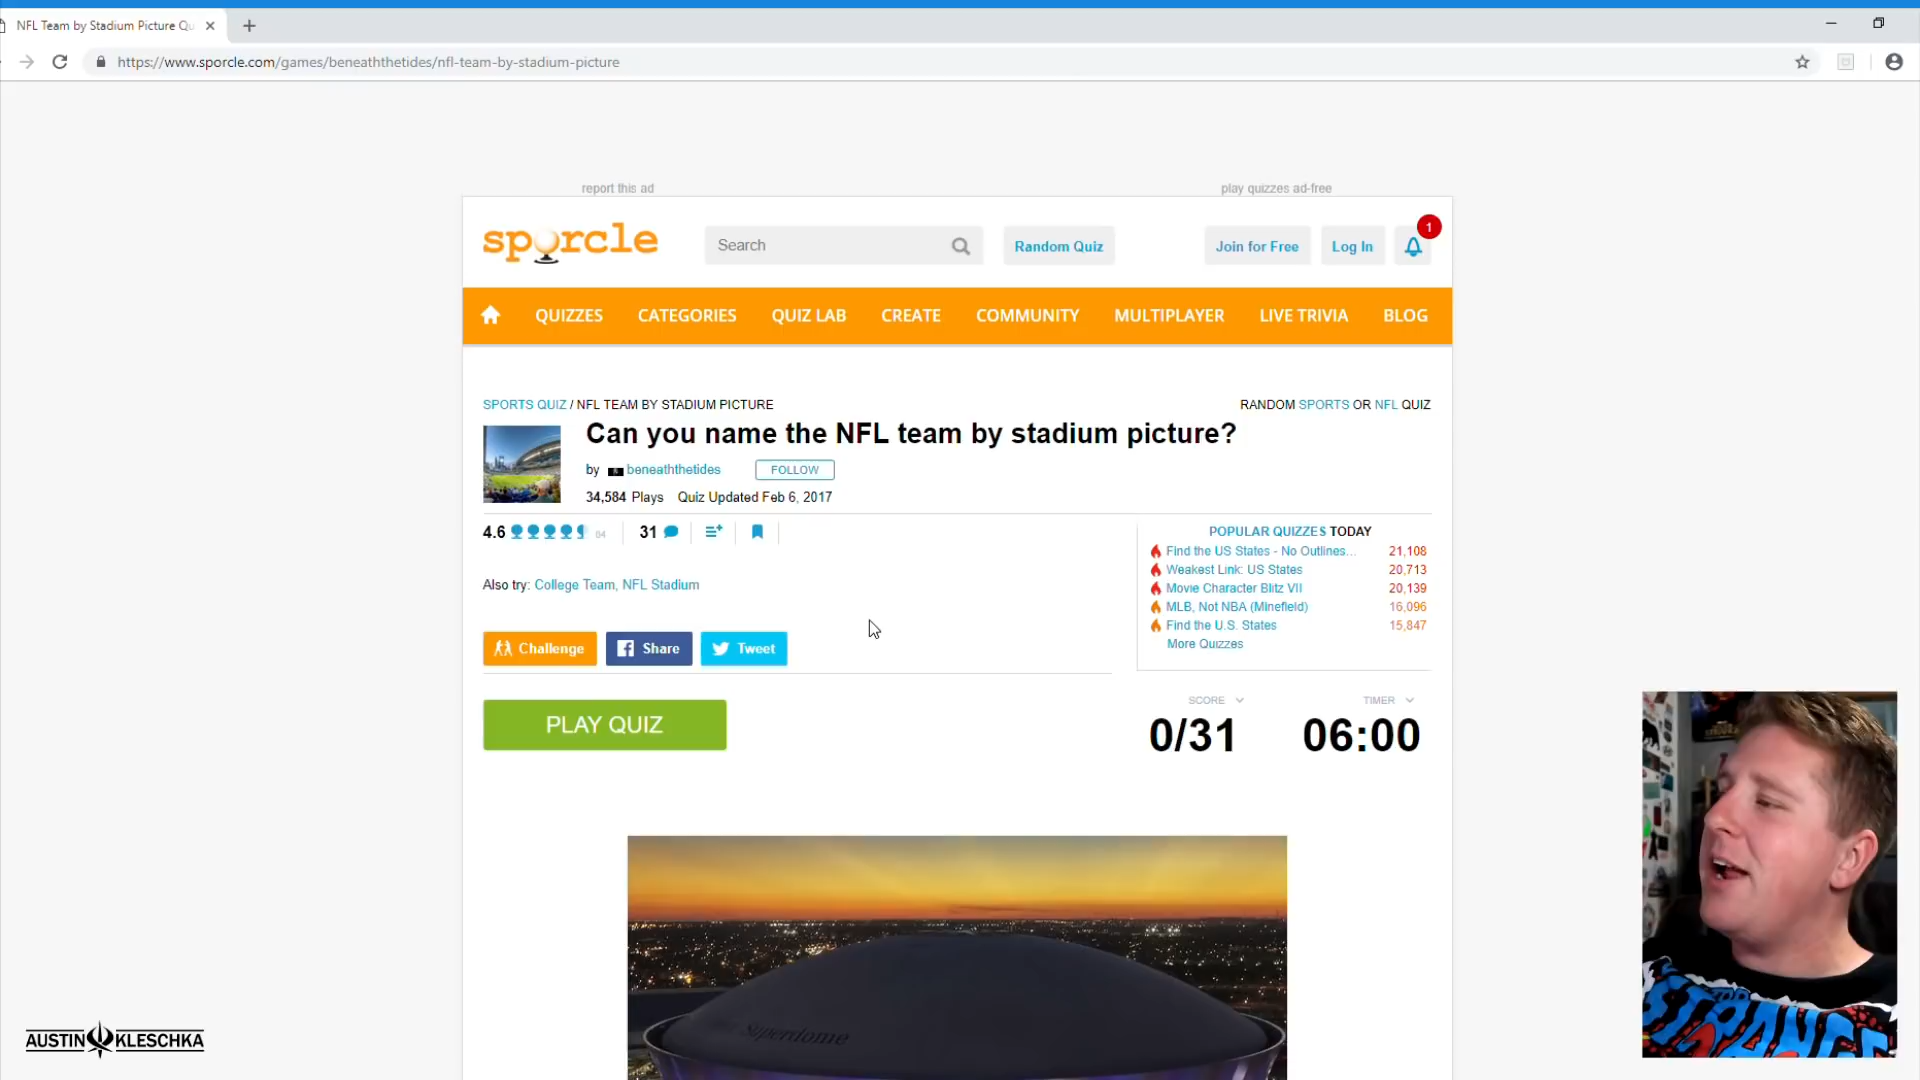 NFL Team by Stadium Picture Qu
https://www.sporcle.com/games/beneaththetides/nfl-team-by-stadium-picture
report this ad
play quizzes ad-free
sporcle
Search
Random Quiz
Join for Free
Log In
1
QUIZZES
CATEGORIES
QUIZ LAB
CREATE
COMMUNITY
MULTIPLAYER
LIVE TRIVIA
BLOG
SPORTS QUIZ / NFL TEAM BY STADIUM PICTURE
RANDOM SPORTS OR NFL QUIZ
Can you name the NFL team by stadium picture?
by beneaththetides
FOLLOW
34,584 Plays Quiz Updated Feb 6, 2017
4.6
31
POPULAR QUIZZES TODAY
Find the US States - No Outlines... 21,108
Weakest Link: US States 20,713
Movie Character Blitz VII 20,139
MLB, Not NBA (Minefield) 16,096
Find the U.S. States 15,847
More Quizzes
Also try: College Team, NFL Stadium
Challenge
Share
Tweet
PLAY QUIZ
SCORE
0/31
TIMER
06:00
Superdome
AUSTIN KLESCHKA
STRANGE